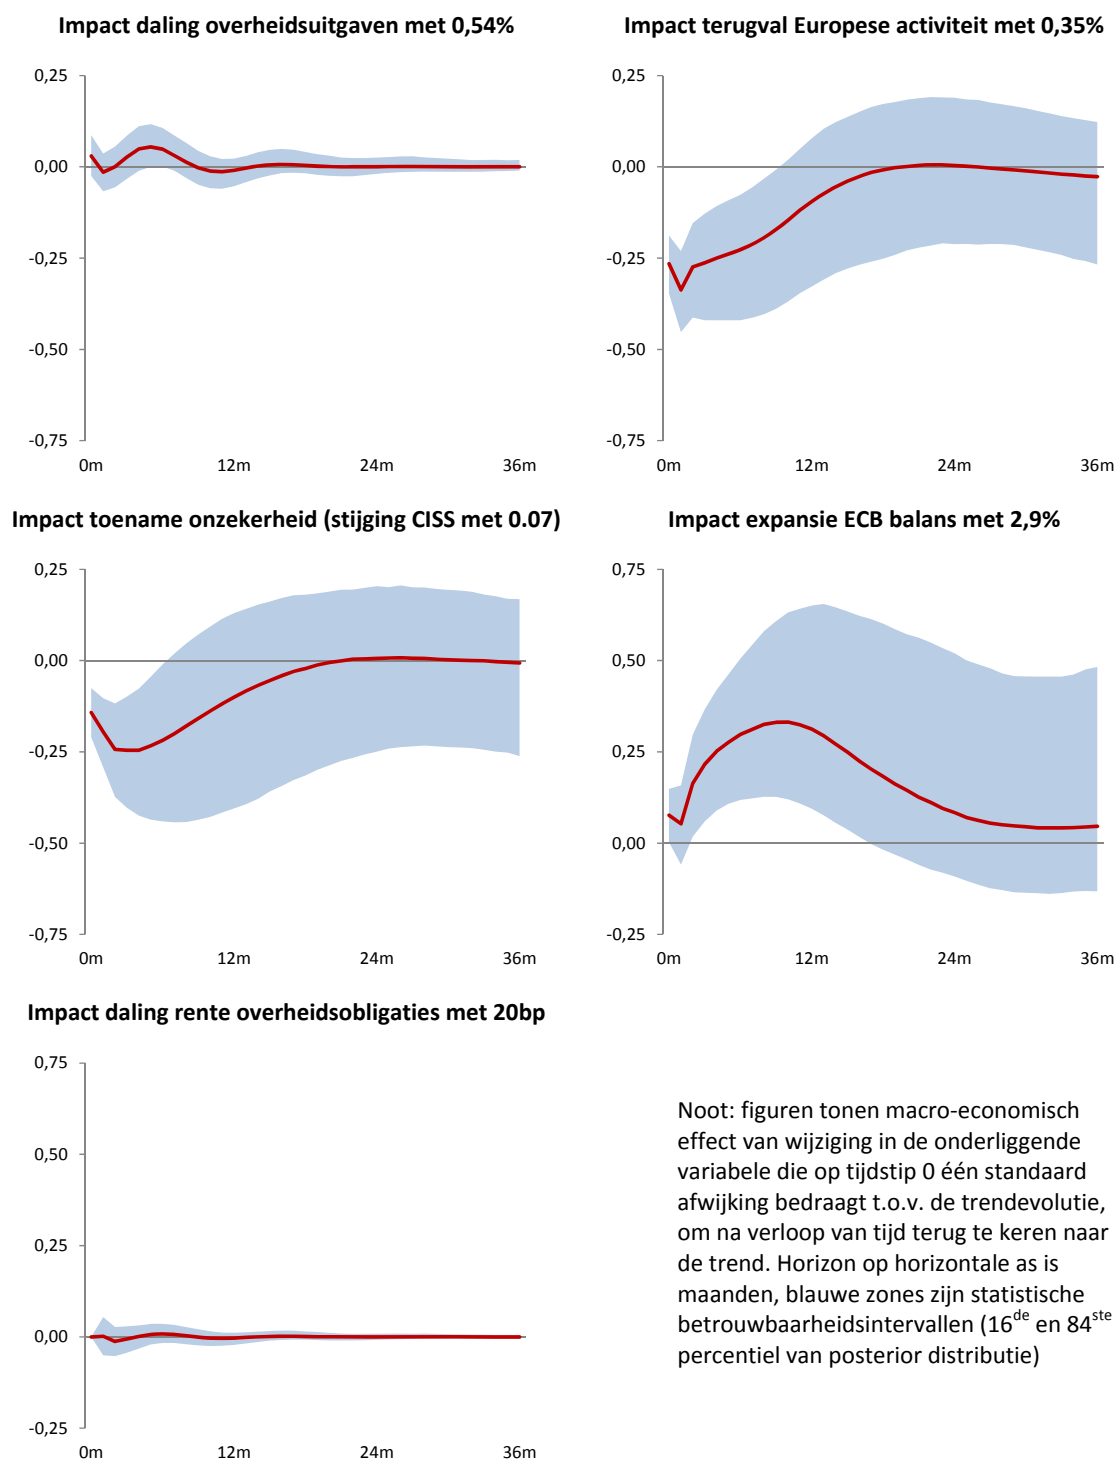 Impact daling overheidsuitgaven met 0,54%
0,25
0,00
-0,25
-0,50
-0,75
0m 12m 24m 36m
Impact terugval Europese activiteit met 0,35%
0,25
0,00
-0,25
-0,50
-0,75
0m 12m 24m 36m
Impact toename onzekerheid (stijging CISS met 0.07)
0,25
0,00
-0,25
-0,50
-0,75
0m 12m 24m 36m
Impact expansie ECB balans met 2,9%
0,75
0,50
0,25
0,00
-0,25
0m 12m 24m 36m
Impact daling rente overheidsobligaties met 20bp
0,75
0,50
0,25
0,00
-0,25
0m 12m 24m 36m
Noot: figuren tonen macro-economisch
effect van wijziging in de onderliggende
variabele die op tijdstip 0 één standaard
afwijking bedraagt t.o.v. de trendevolutie,
om na verloop van tijd terug te keren naar
de trend. Horizon op horizontale as is
maanden, blauwe zones zijn statistische
betrouwbaarheidsintervallen (16de en 84ste
percentiel van posterior distributie)